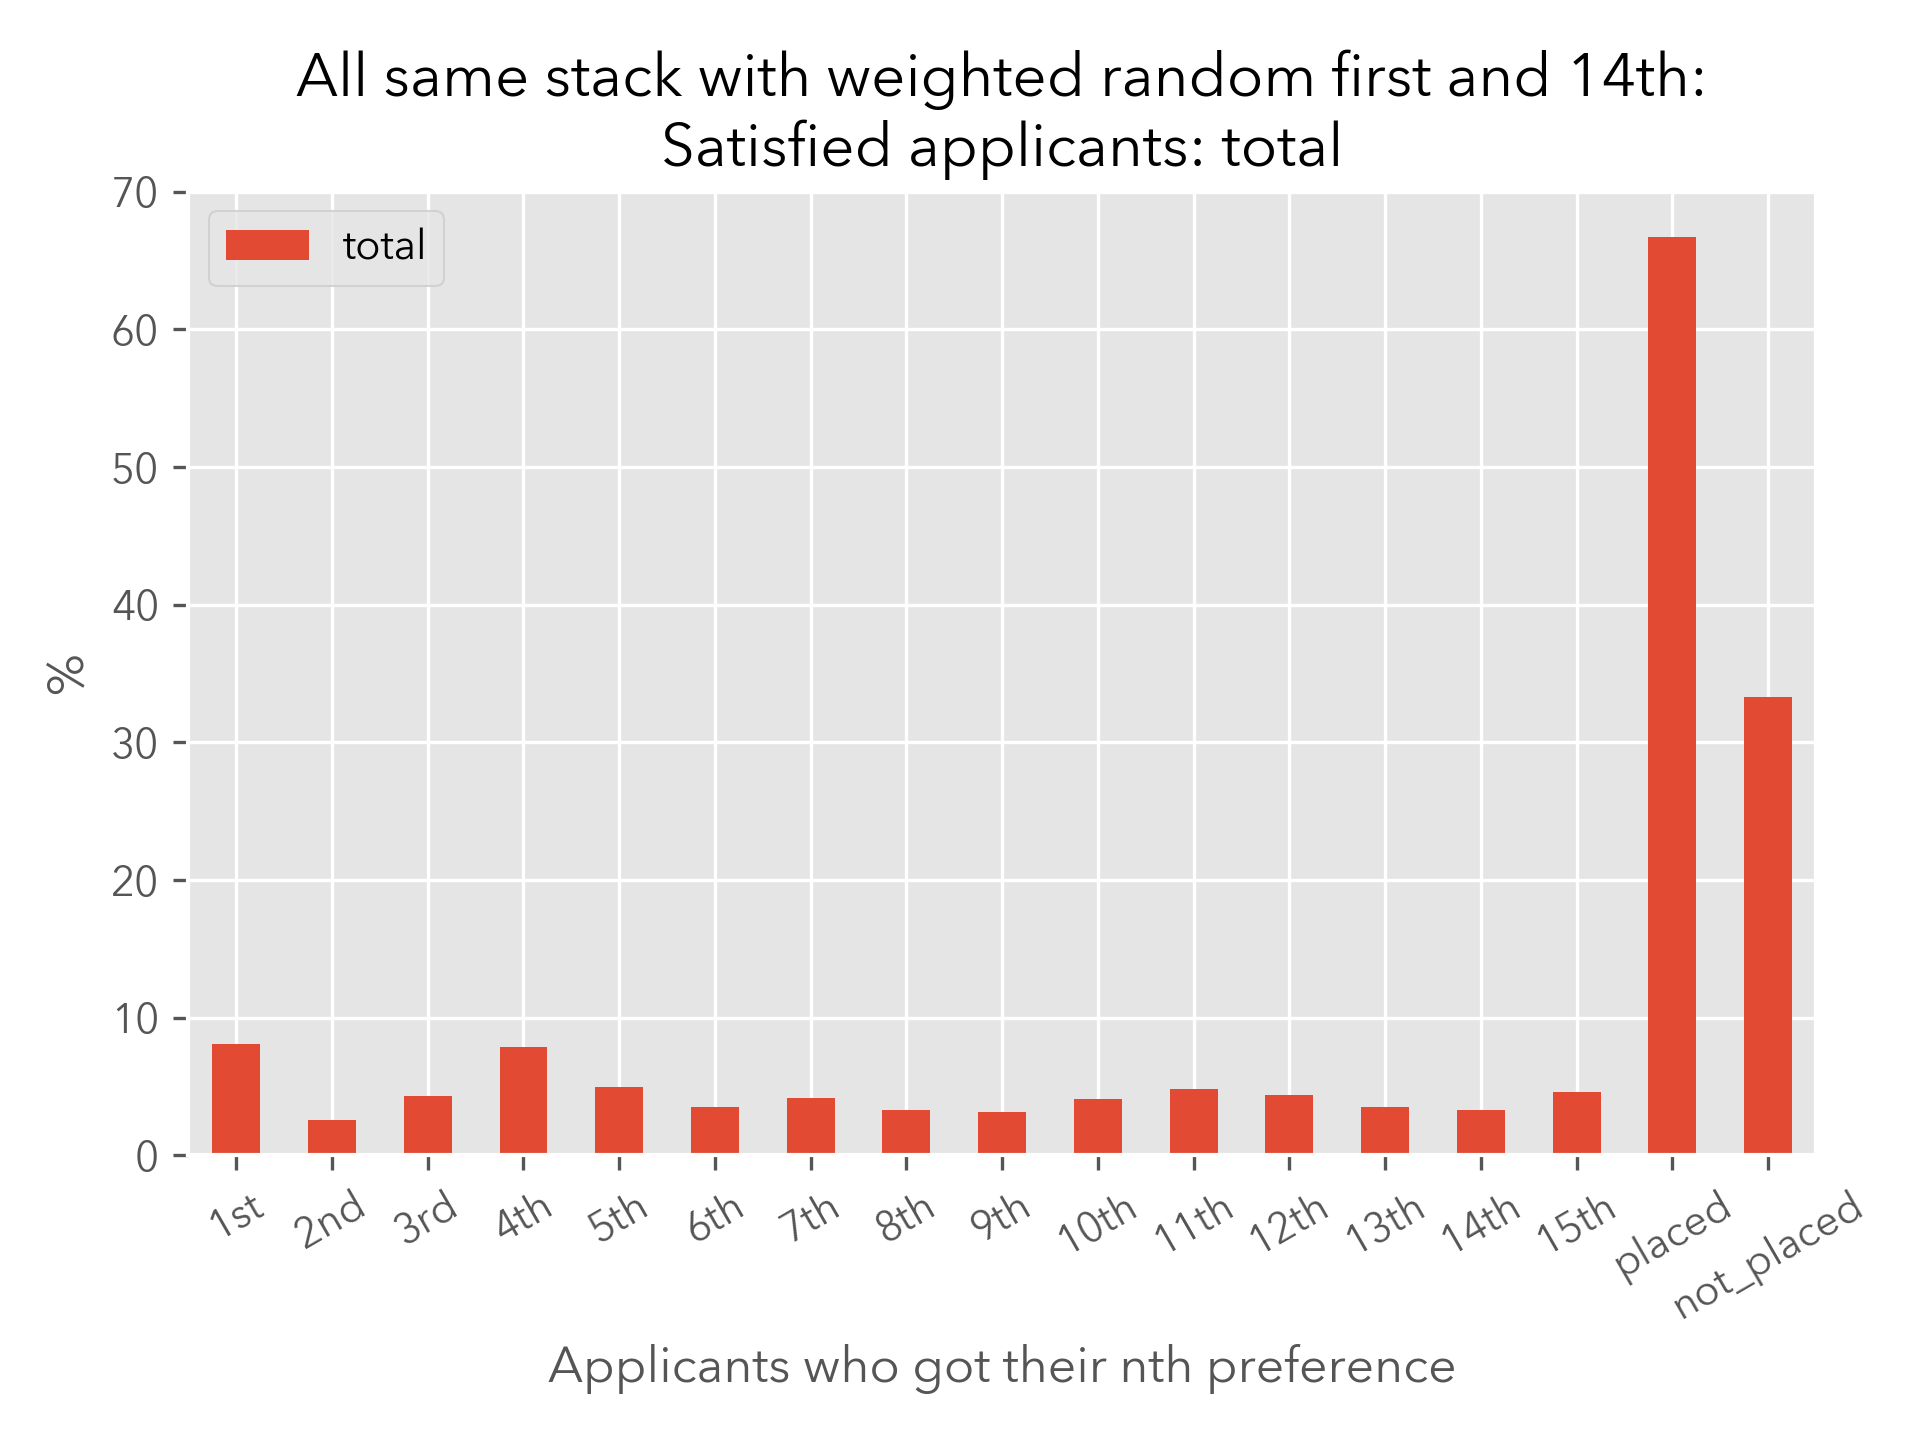 All same stack with weighted random first and 14th:
Satisfied applicants: total
total
70
60
50
40
30
20
10
0
%
1st
2nd
3rd
4th
5th
6th
7th
8th
9th
10th
11th
12th
13th
14th
15th
placed
not_placed
Applicants who got their nth preference